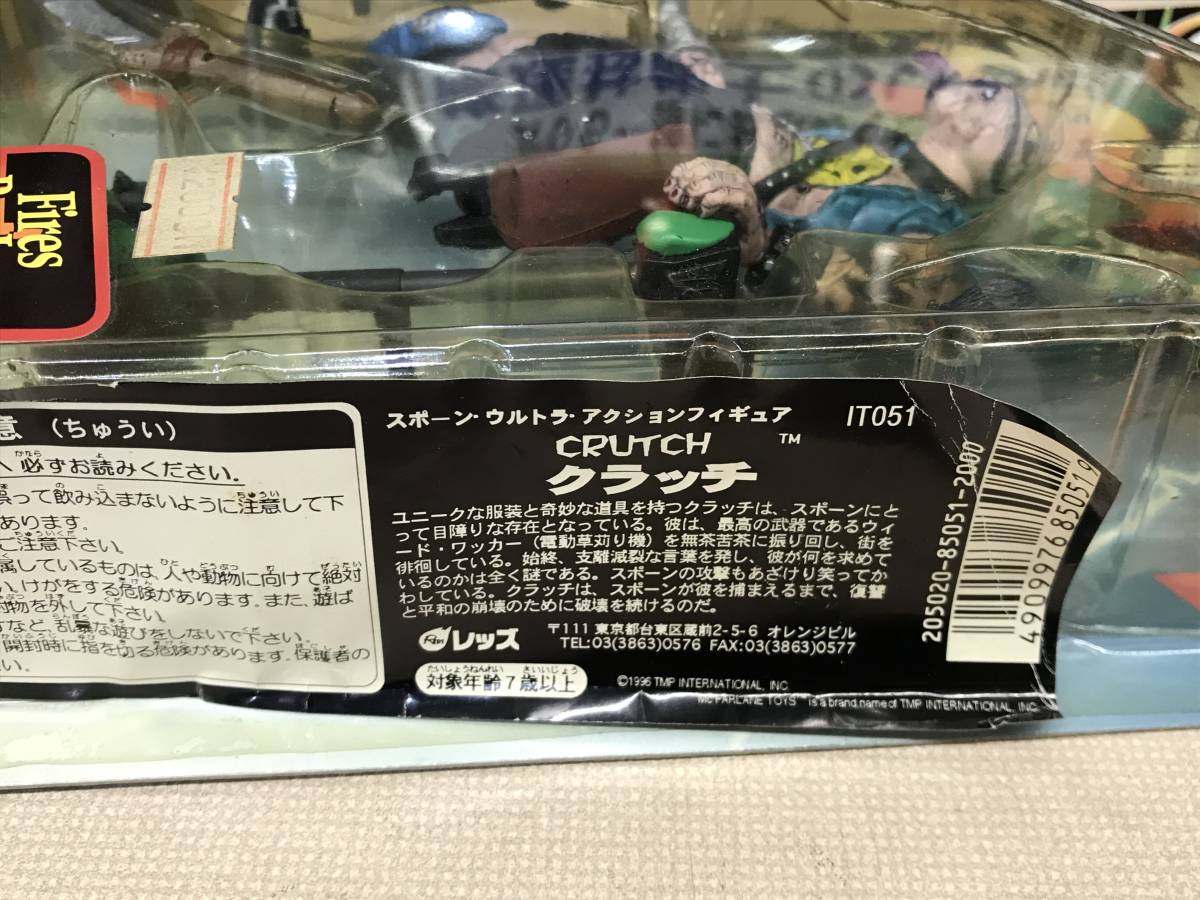 Fires
意 (ちゅうい)
必ずお読みください。
誤って飲み込まないように注意して下
あります。
ご注意下さい。
属しているものは、人や動物に向けて絶対
、けがをする危険があります。また、遊ば
物を外して下さい。
すなど、乱暴な遊びをしないで下さい。
開封時に指を切る危険があります。保護者の
い。
スポーン・ウルトラ・アクションフィギュア IT051
CRUTCH ™
クラッチ
ユニークな服装と奇妙な道具を持つクラッチは、スポーンにと
って目障りな存在となっている。彼は、最高の武器であるウィ
ード・ワッカー（電動草刈り機）を無茶苦茶に振り回し、街を
徘徊している。始終、支離滅裂な言葉を発し、彼が何を求めて
いるのかは全く謎である。スポーンの攻撃もあざけり笑ってか
わしている。クラッチは、スポーンが彼を捕まえるまで、復讐
と平和の崩壊のために破壊を続けるのだ。
レッズ 〒111 東京都台東区蔵前2-5-6 オレンジビル
TEL:03(3863)0576 FAX:03(3863)0577
対象年齢7歳以上
©1996 TMP INTERNATIONAL, INC.
MCFARLANE TOYS™ is a brand name of TMP INTERNATIONAL, INC.
205020-85051-2000
4909976850519